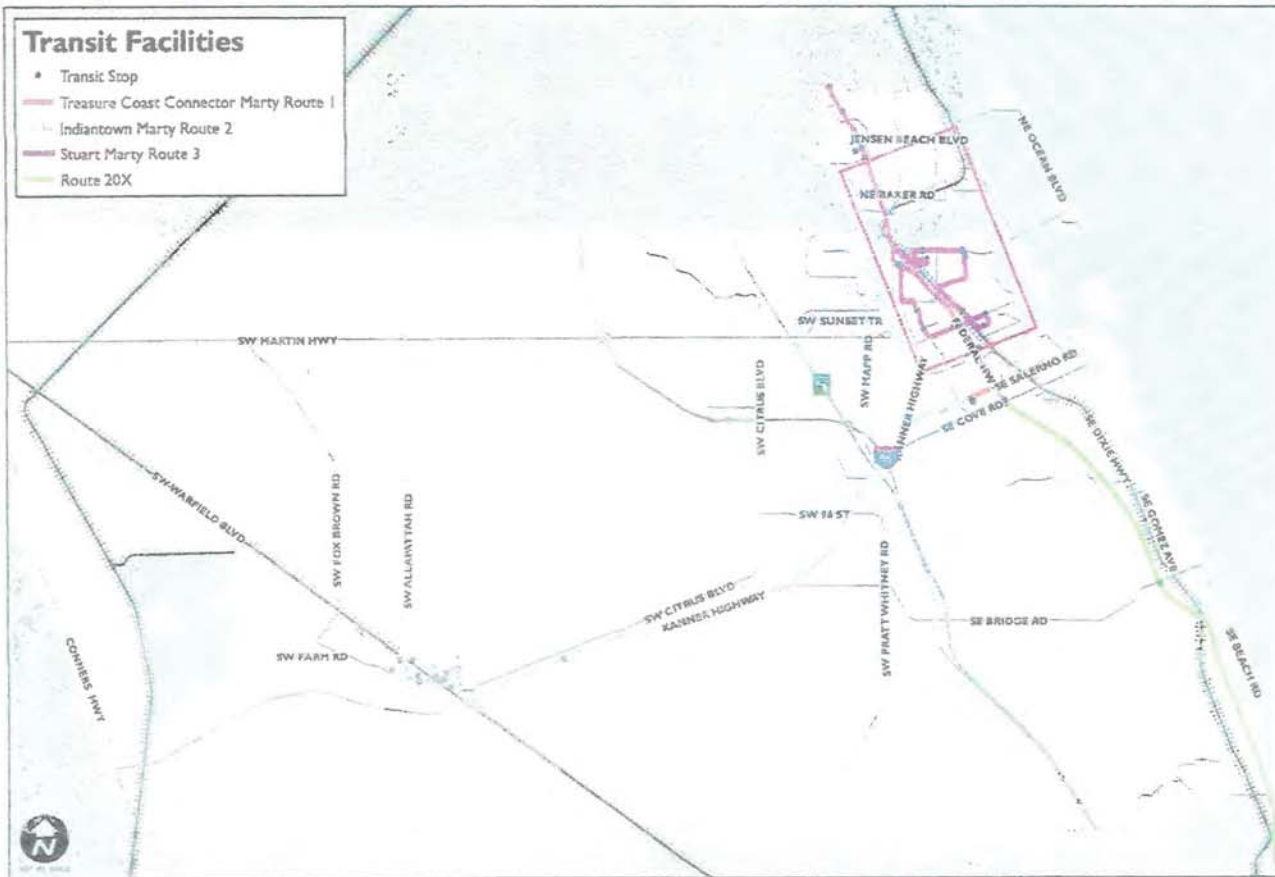 Transit Facilities
Transit Stop
Treasure Coast Connector Marty Route 1
Indiantown Marty Route 2
Stuart Marty Route 3
Route 20X
JENSEN BEACH BLVD
NE OCEAN BLVD
NE BAKER RD
SW SUNSET TR
SW MARTIN HWY
SW MAPP RD
FEDERAL HW
SE SALERNO RD
SW CITRUS BLVD
KANNER HIGHWAY
SE COVE RD
SE DIXIE HWY
SW WARFIELD BLVD
SW FOX BROWN RD
SW ALLAPATTAH RD
SW 96 ST
SE GOMEZ AVE
SW PRATT WHITNEY RD
SW CITRUS BLVD
KANNER HIGHWAY
SE BRIDGE RD
SW FARM RD
CONNERS HWY
SE BEACH RD
N